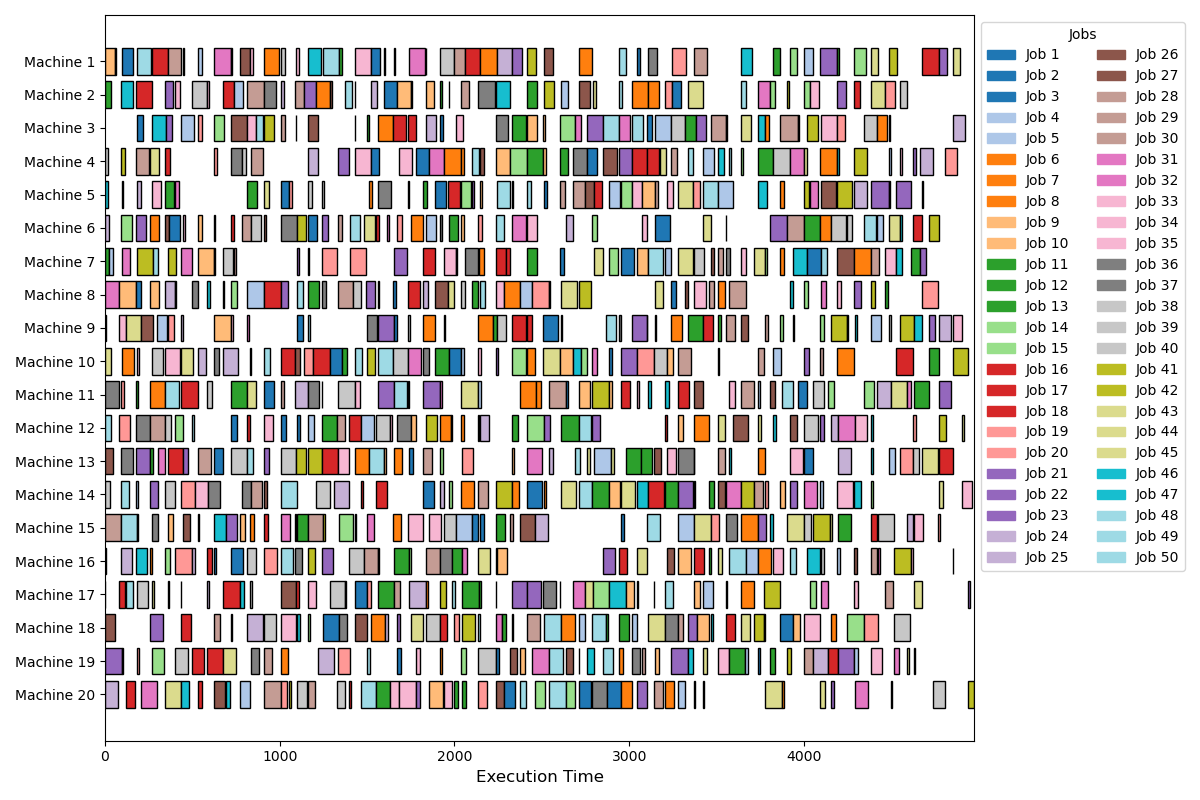 Machine 1
Machine 2
Machine 3
Machine 4
Machine 5
Machine 6
Machine 7
Machine 8
Machine 9
Machine 10
Machine 11
Machine 12
Machine 13
Machine 14
Machine 15
Machine 16
Machine 17
Machine 18
Machine 19
Machine 20
0 1000 2000 3000 4000
Execution Time
Jobs
Job 1
Job 2
Job 3
Job 4
Job 5
Job 6
Job 7
Job 8
Job 9
Job 10
Job 11
Job 12
Job 13
Job 14
Job 15
Job 16
Job 17
Job 18
Job 19
Job 20
Job 21
Job 22
Job 23
Job 24
Job 25
Job 26
Job 27
Job 28
Job 29
Job 30
Job 31
Job 32
Job 33
Job 34
Job 35
Job 36
Job 37
Job 38
Job 39
Job 40
Job 41
Job 42
Job 43
Job 44
Job 45
Job 46
Job 47
Job 48
Job 49
Job 50